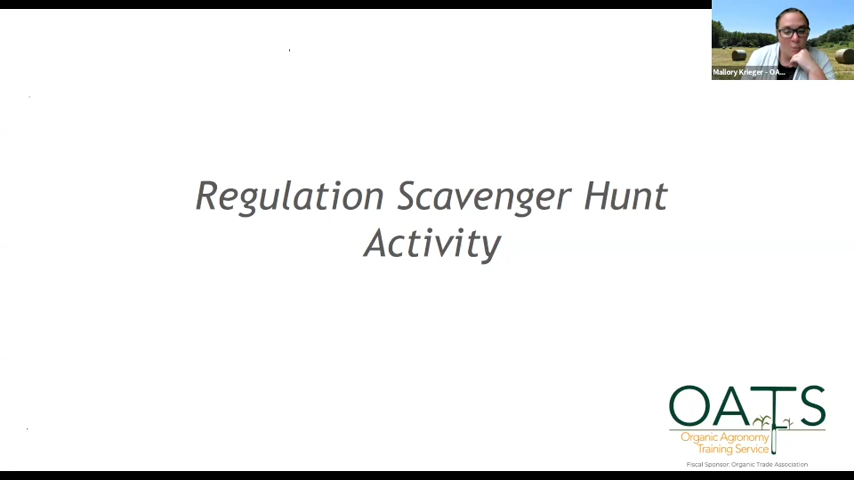 Mallory Krieger - OA...
Regulation Scavenger Hunt
Activity
OATS
Organic Agronomy
Training Service
Fiscal Sponsor: Organic Trade Association